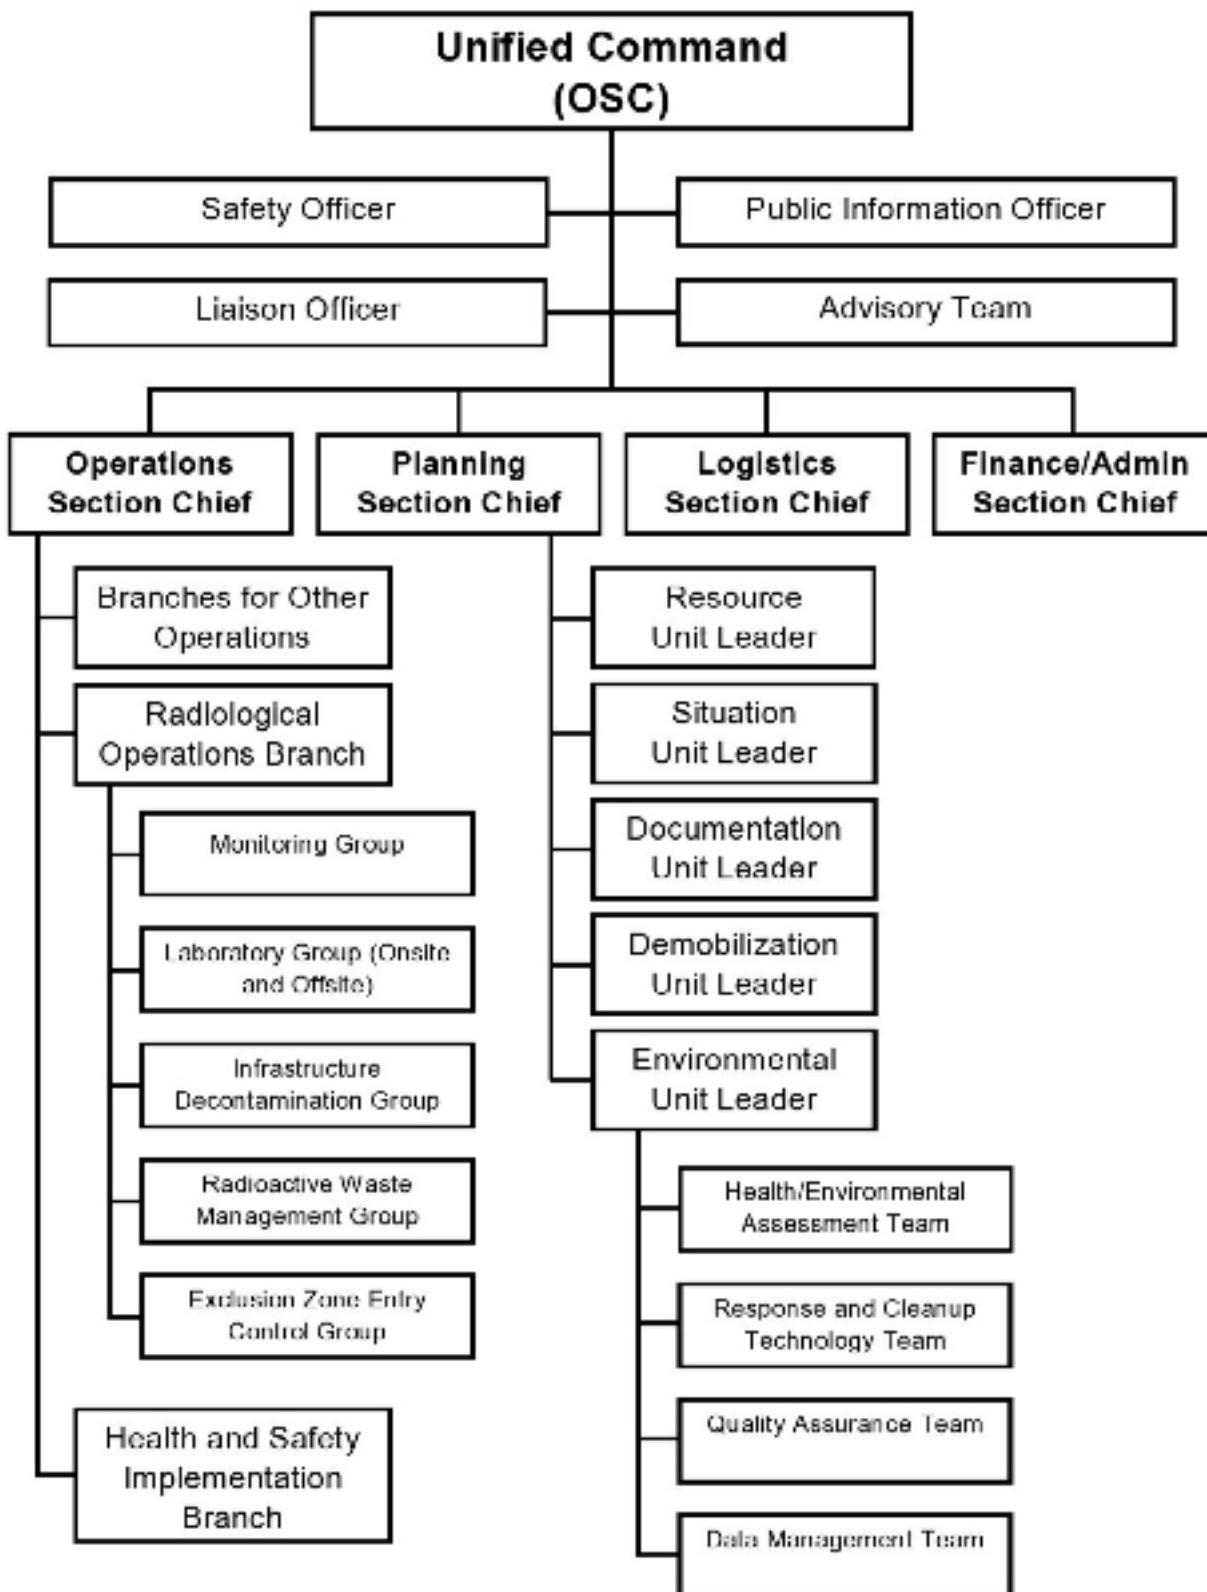 Unified Command
(OSC)
Safety Officer
Public Information Officer
Liaison Officer
Advisory Team
Operations
Section Chief
Planning
Section Chief
Logistics
Section Chief
Finance/Admin
Section Chief
Branches for Other
Operations
Radiological
Operations Branch
Monitoring Group
Laboratory Group (Onsite
and Offsite)
Infrastructure
Decontamination Group
Radioactive Waste
Management Group
Exclusion Zone Entry
Control Group
Health and Safety
Implementation
Branch
Resource
Unit Leader
Situation
Unit Leader
Documentation
Unit Leader
Demobilization
Unit Leader
Environmental
Unit Leader
Health/Environmental
Assessment Team
Response and Cleanup
Technology Team
Quality Assurance Team
Data Management Team